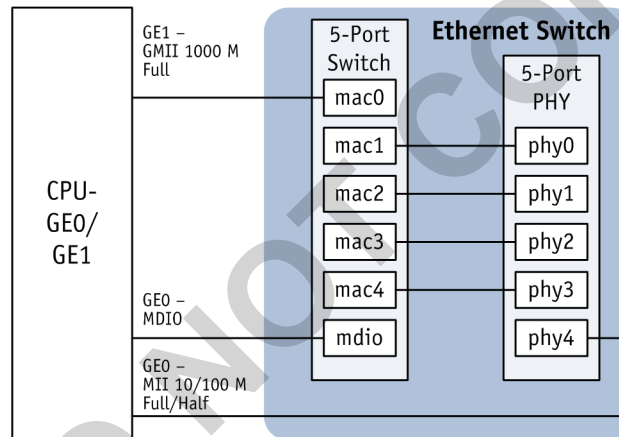 GE1 –
GMII 1000 M
Full
5-Port
Switch
Ethernet Switch
5-Port
PHY
mac0
mac1
phy0
mac2
phy1
CPU-
GE0/
GE1
mac3
phy2
mac4
phy3
GE0 –
MDIO
mdio
phy4
GE0 –
MII 10/100 M
Full/Half